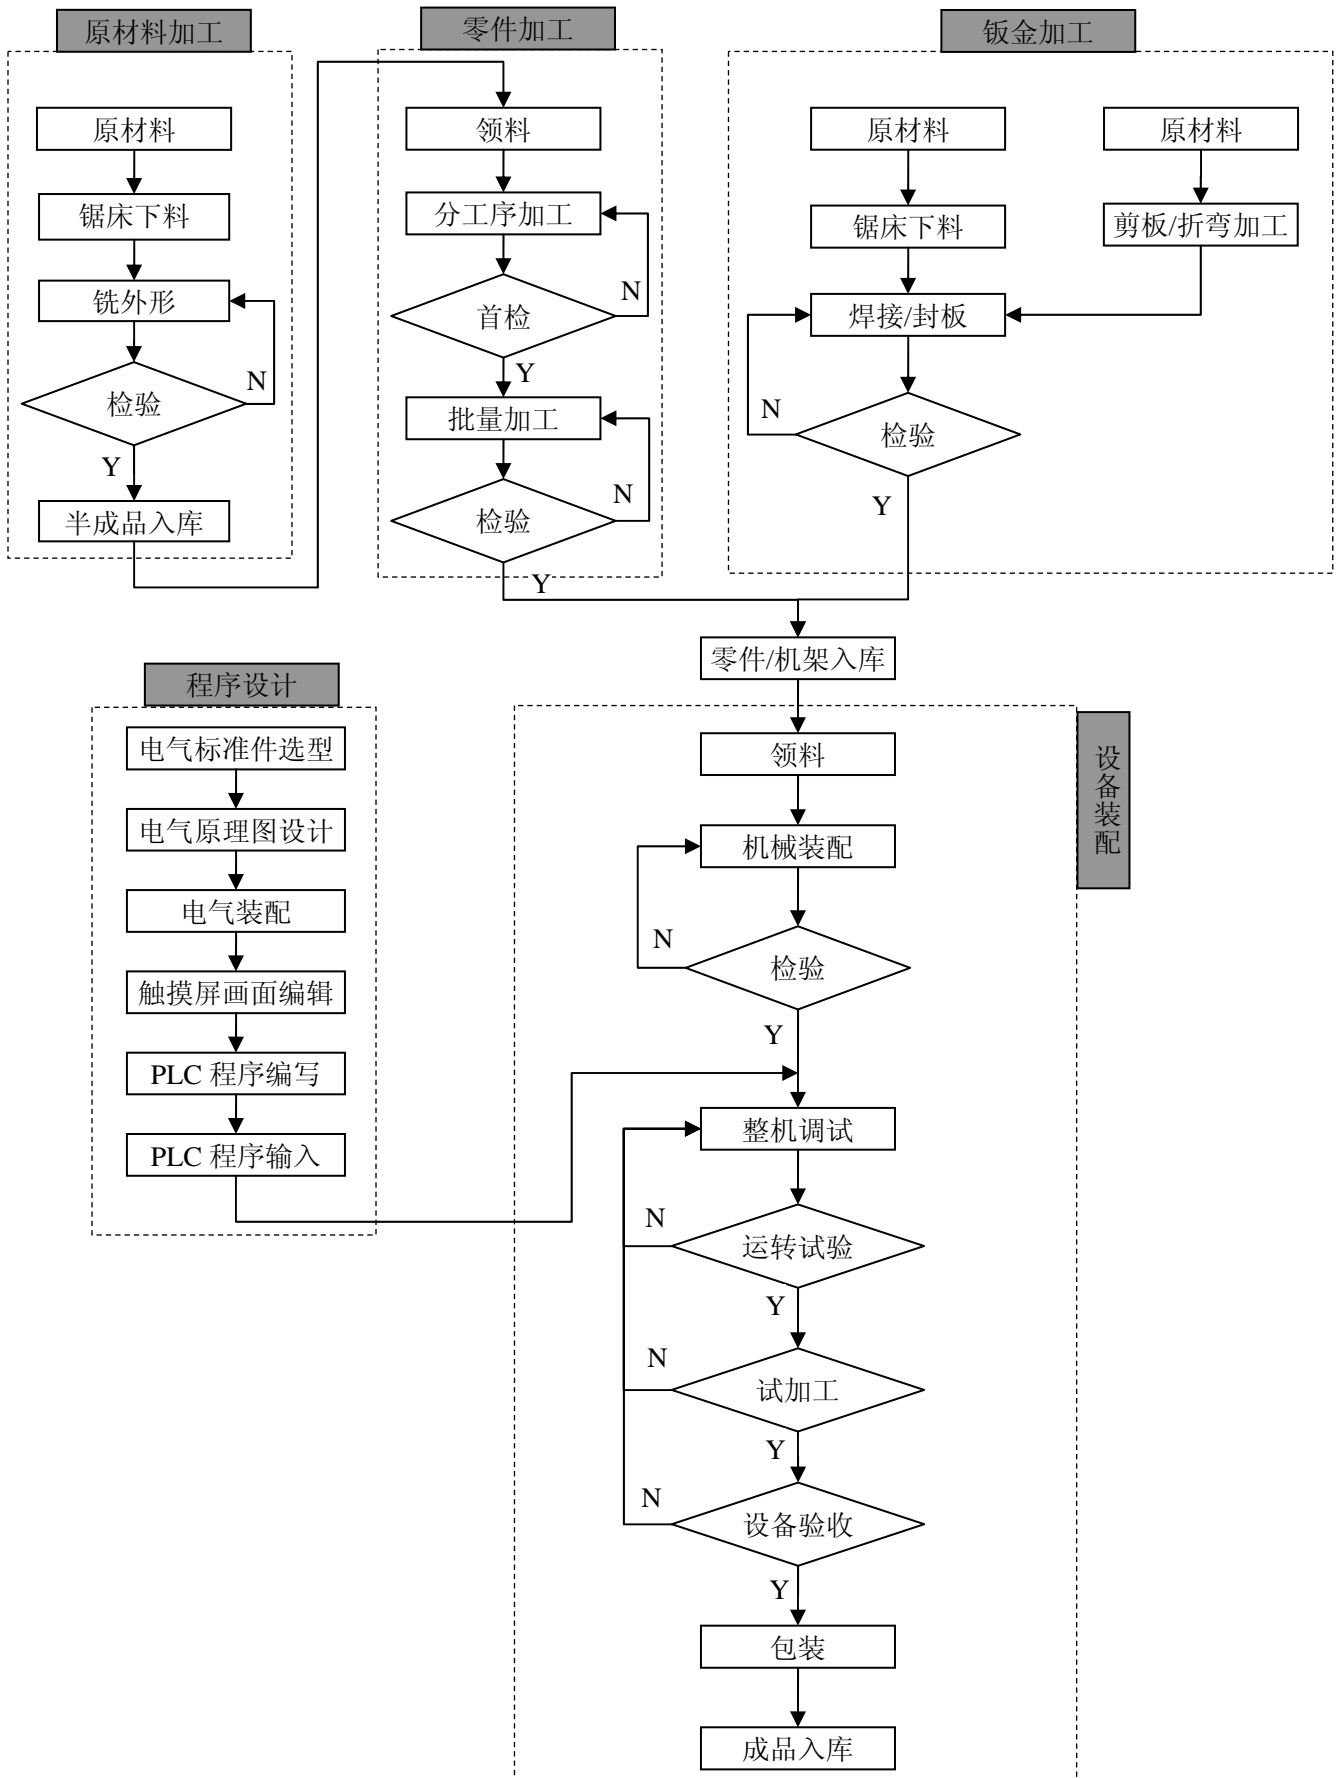 原材料加工
原材料
锯床下料
铣外形
检验
N
Y
半成品入库
零件加工
领料
分工序加工
首检
N
Y
批量加工
检验
N
Y
钣金加工
原材料
原材料
锯床下料
剪板/折弯加工
焊接/封板
检验
N
Y
零件/机架入库
程序设计
电气标准件选型
电气原理图设计
电气装配
触摸屏画面编辑
PLC 程序编写
PLC 程序输入
设备装配
领料
机械装配
检验
N
Y
整机调试
运转试验
N
Y
试加工
N
Y
设备验收
N
Y
包装
成品入库